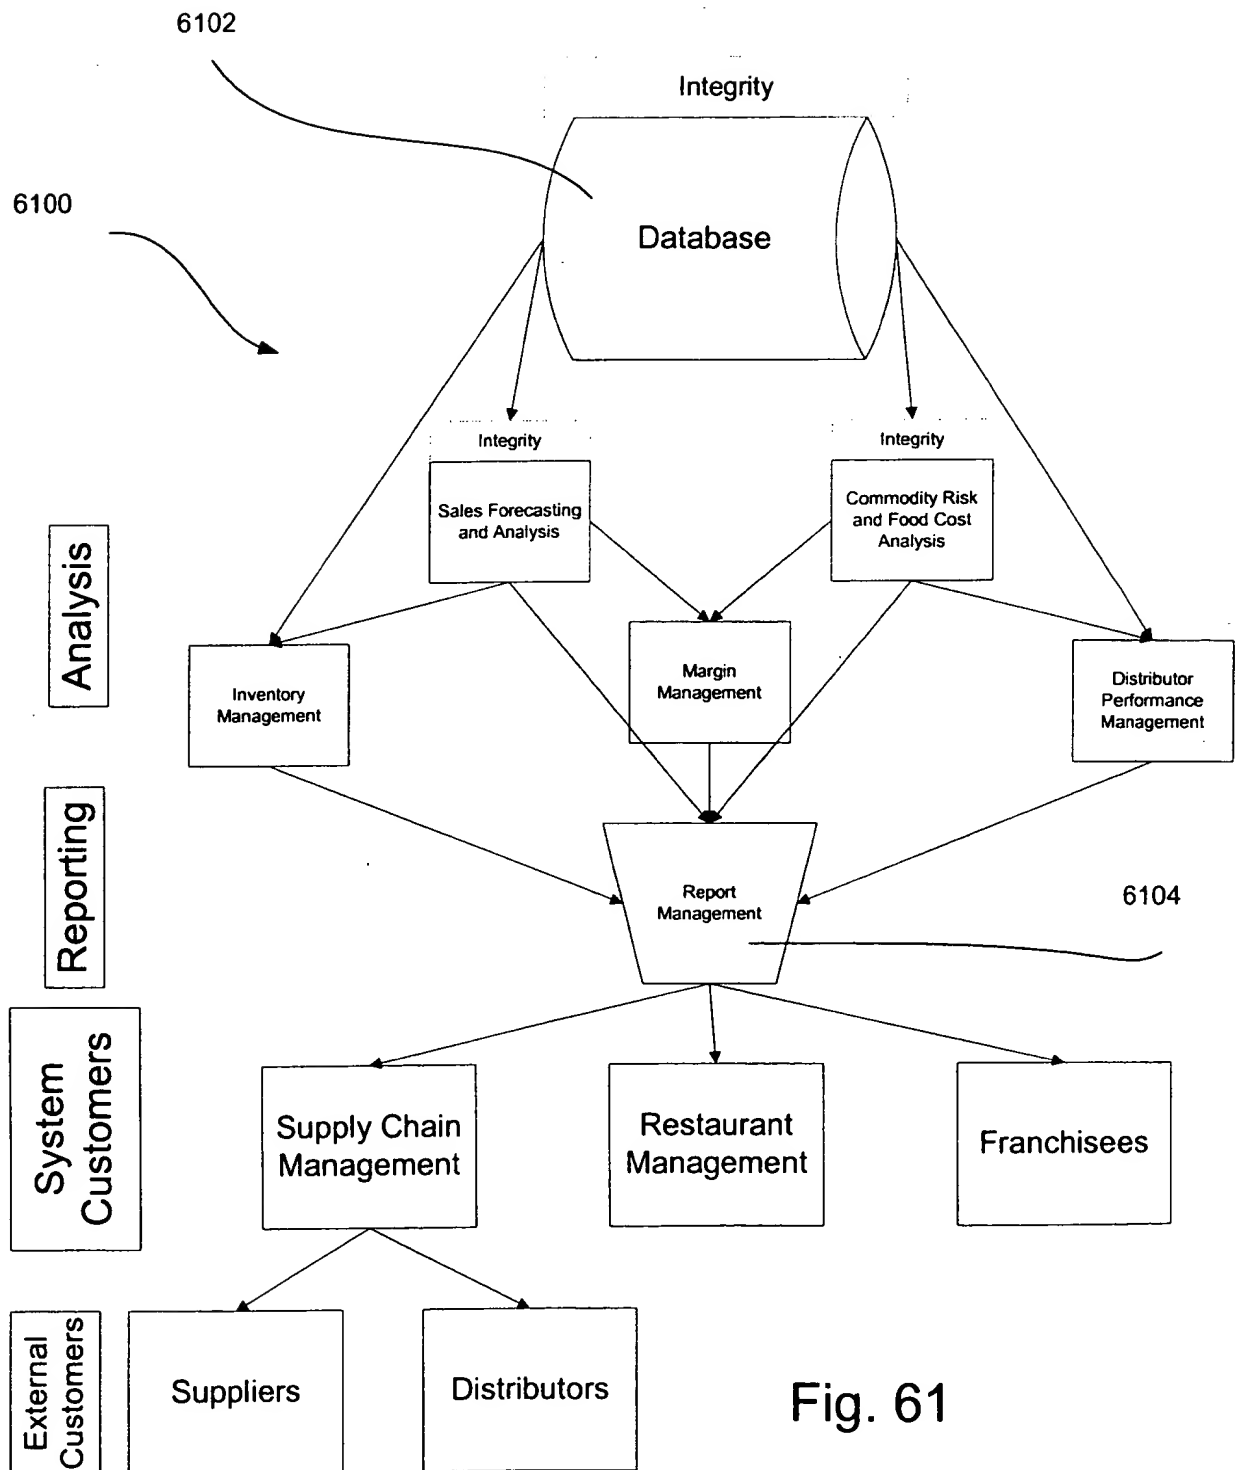 6102
Integrity
6100
Database
Integrity
Integrity
Sales Forecasting
and Analysis
Commodity Risk
and Food Cost
Analysis
Analysis
Inventory
Management
Margin
Management
Distributor
Performance
Management
Reporting
Report
Management
6104
System
Customers
Supply Chain
Management
Restaurant
Management
Franchisees
External
Customers
Suppliers
Distributors
Fig. 61